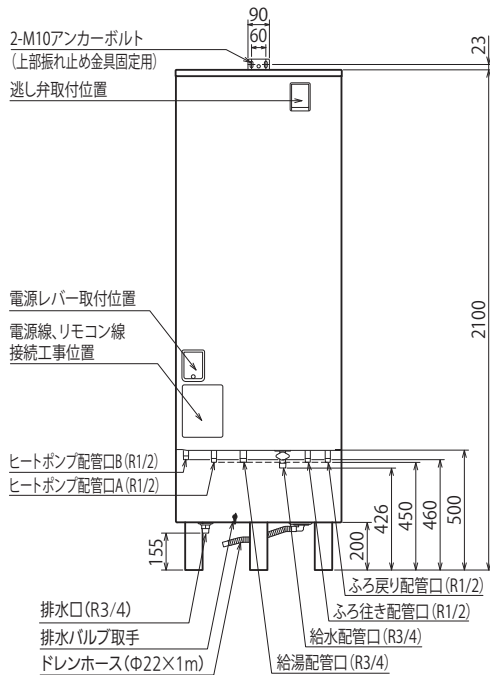 90
60
23
2-M10アンカーボルト
(上部振れ止め金具固定用)
逃し弁取付位置
2100
電源レバー取付位置
電源線、リモコン線
接続工事位置
ヒートポンプ配管口B(R1/2)
ヒートポンプ配管口A(R1/2)
155
200
426
450
460
500
ふろ戻り配管口(R1/2)
排水口(R3/4)
ふろ往き配管口(R1/2)
排水バルブ取手
給水配管口(R3/4)
ドレンホース(Φ22×1m)
給湯配管口(R3/4)